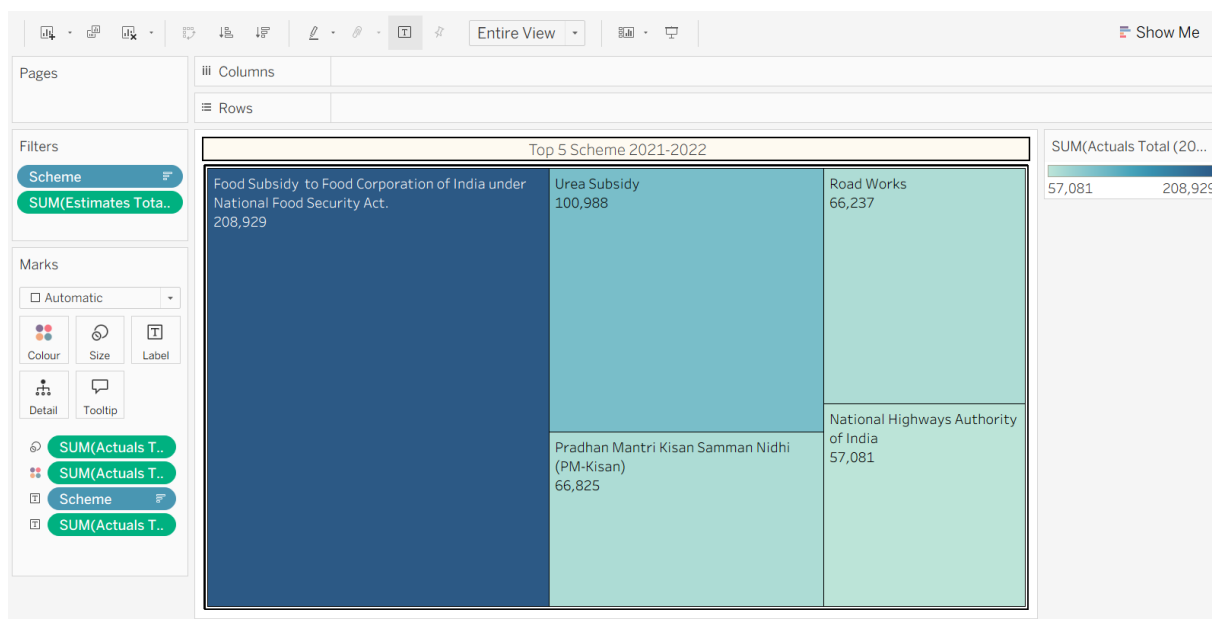 Entire View
Show Me
Pages
Columns
Rows
Filters
Scheme
SUM(Estimates Tota..
Marks
Automatic
Colour
Size
Label
Detail
Tooltip
SUM(Actuals T..
SUM(Actuals T..
Scheme
SUM(Actuals T..
Top 5 Scheme 2021-2022
Food Subsidy to Food Corporation of India under
National Food Security Act.
208,929
Urea Subsidy
100,988
Pradhan Mantri Kisan Samman Nidhi
(PM-Kisan)
66,825
Road Works
66,237
National Highways Authority
of India
57,081
SUM(Actuals Total (20...
57,081 208,929